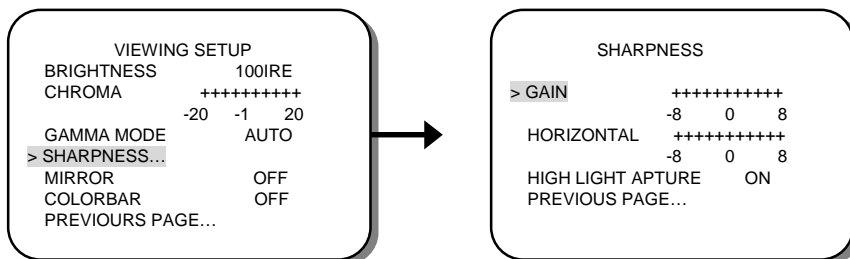 VIEWING SETUP
BRIGHTNESS 100IRE
CHROMA ++++++++++
-20 -1 20
GAMMA MODE AUTO
> SHARPNESS...
MIRROR OFF
COLORBAR OFF
PREVIOURS PAGE...
SHARPNESS
> GAIN +++++++++++
-8 0 8
HORIZONTAL +++++++++++
-8 0 8
HIGH LIGHT APTURE ON
PREVIOUS PAGE...